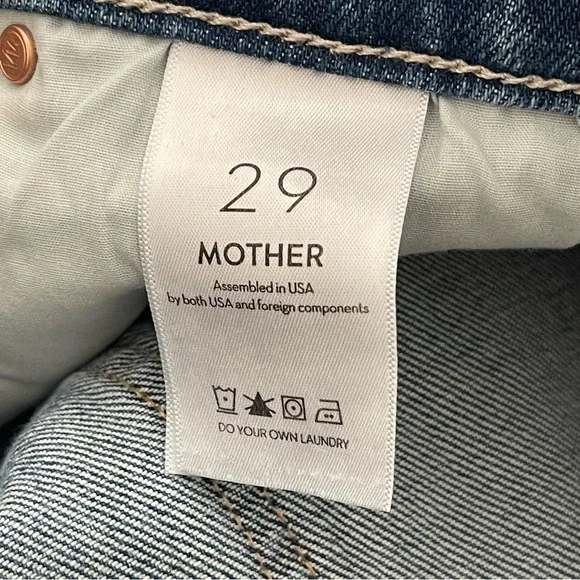 29
MOTHER
Assembled in USA
by both USA and foreign components
DO YOUR OWN LAUNDRY